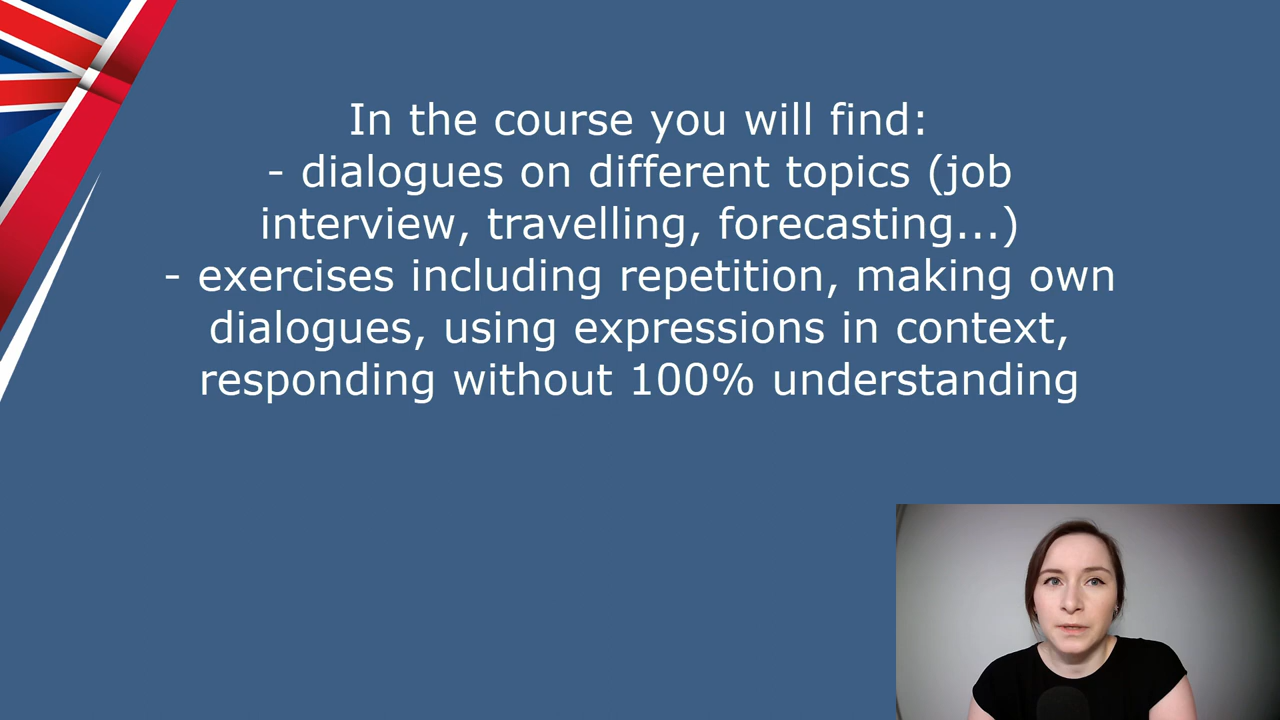 In the course you will find:
- dialogues on different topics (job
interview, travelling, forecasting...)
- exercises including repetition, making own
dialogues, using expressions in context,
responding without 100% understanding